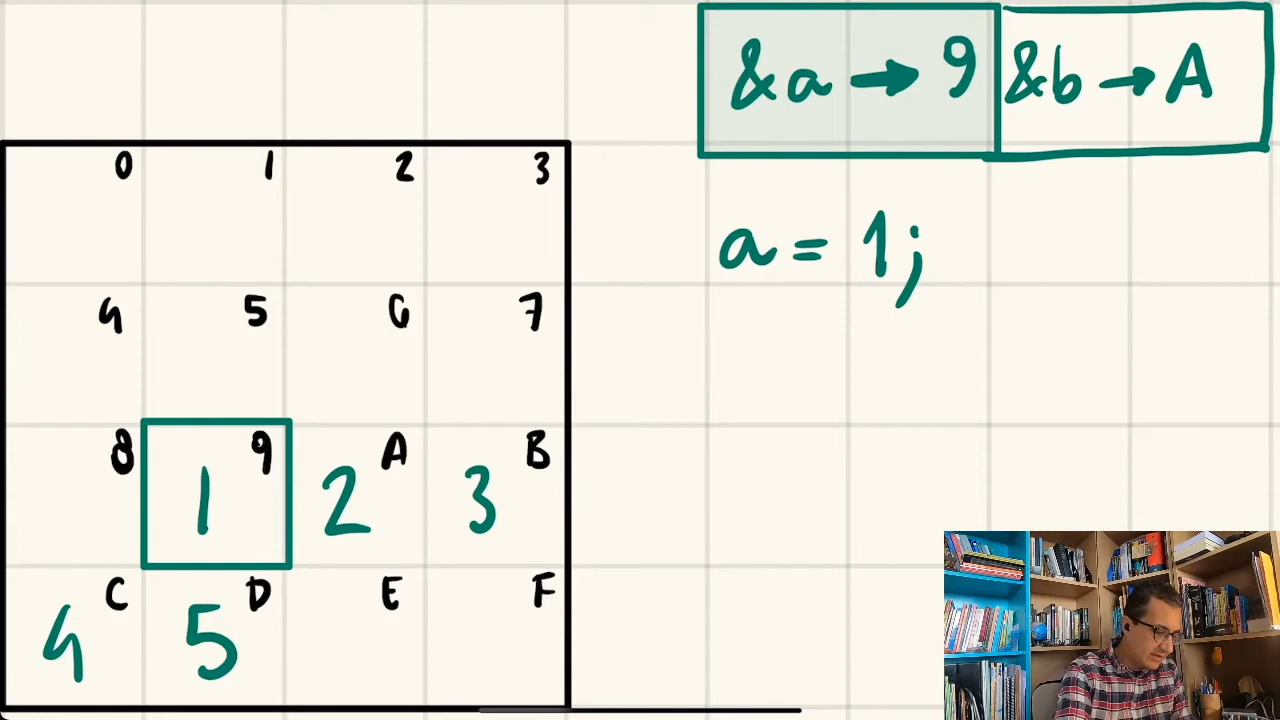 &a → 9 &b → A
a = 1;
0 1 2 3
4 5 6 7
8 9 A B
1 2 3
C D E F
4 5